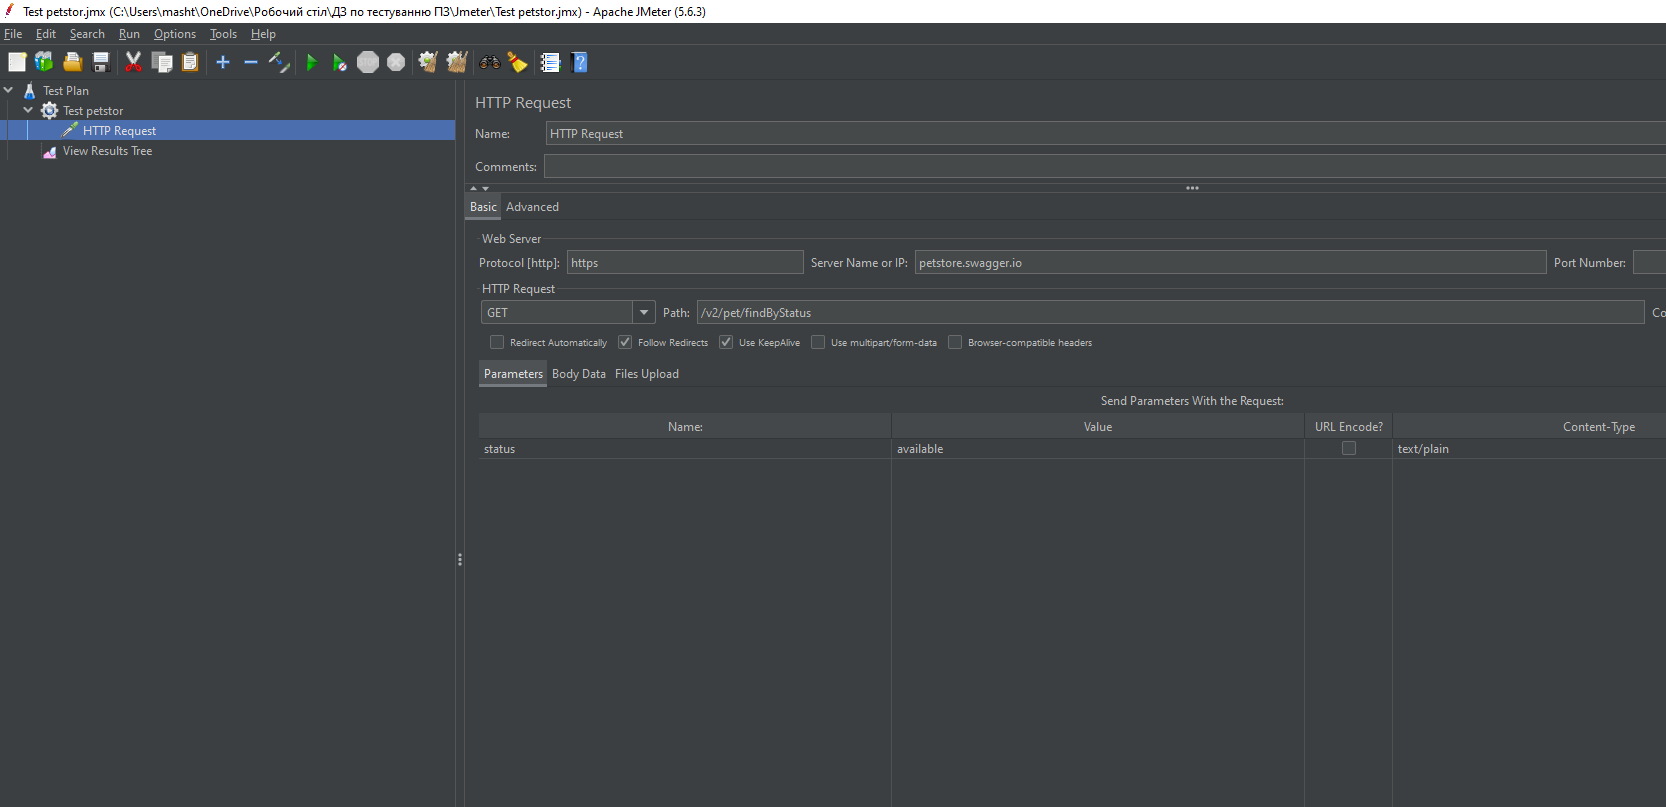 Test petstor.jmx (C:\Users\masht\OneDrive\Робочий стіл\ДЗ по тестуванню ПЗ\Jmeter\Test petstor.jmx) - Apache JMeter (5.6.3)
File Edit Search Run Options Tools Help
STOP
Test Plan
Test petstor
HTTP Request
View Results Tree
HTTP Request
Name: HTTP Request
Comments:
Basic Advanced
Web Server
Protocol [http]: https Server Name or IP: petstore.swagger.io Port Number:
HTTP Request
GET Path: /v2/pet/findByStatus Co
Redirect Automatically Follow Redirects Use KeepAlive Use multipart/form-data Browser-compatible headers
Parameters Body Data Files Upload
Send Parameters With the Request:
Name: Value URL Encode? Content-Type
status available text/plain